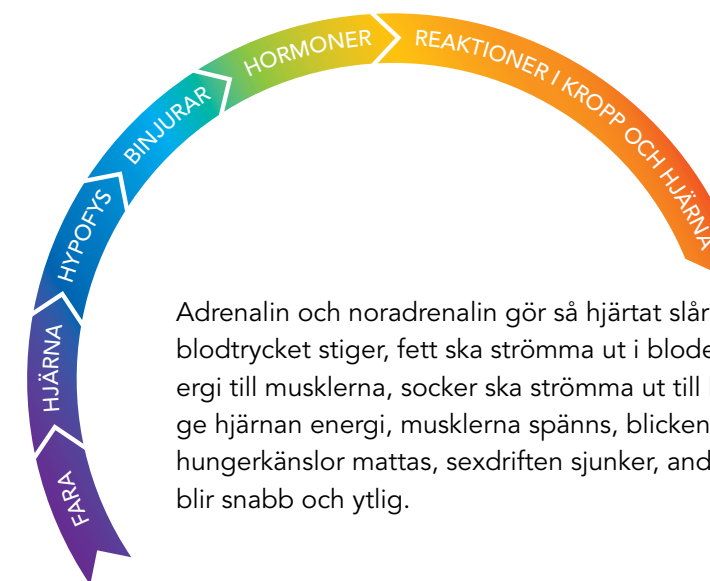 FARA
HJÄRNA
HYPOFYS
BINJURAR
HORMONER
REAKTIONER I KROPP OCH HJÄRNA
Adrenalin och noradrenalin gör så hjärtat slår
blodtrycket stiger, fett ska strömma ut i blode
ergi till musklerna, socker ska strömma ut till
ge hjärnan energi, musklerna spänns, blicken
hungerkänslor mattas, sexdriften sjunker, and
blir snabb och ytlig.